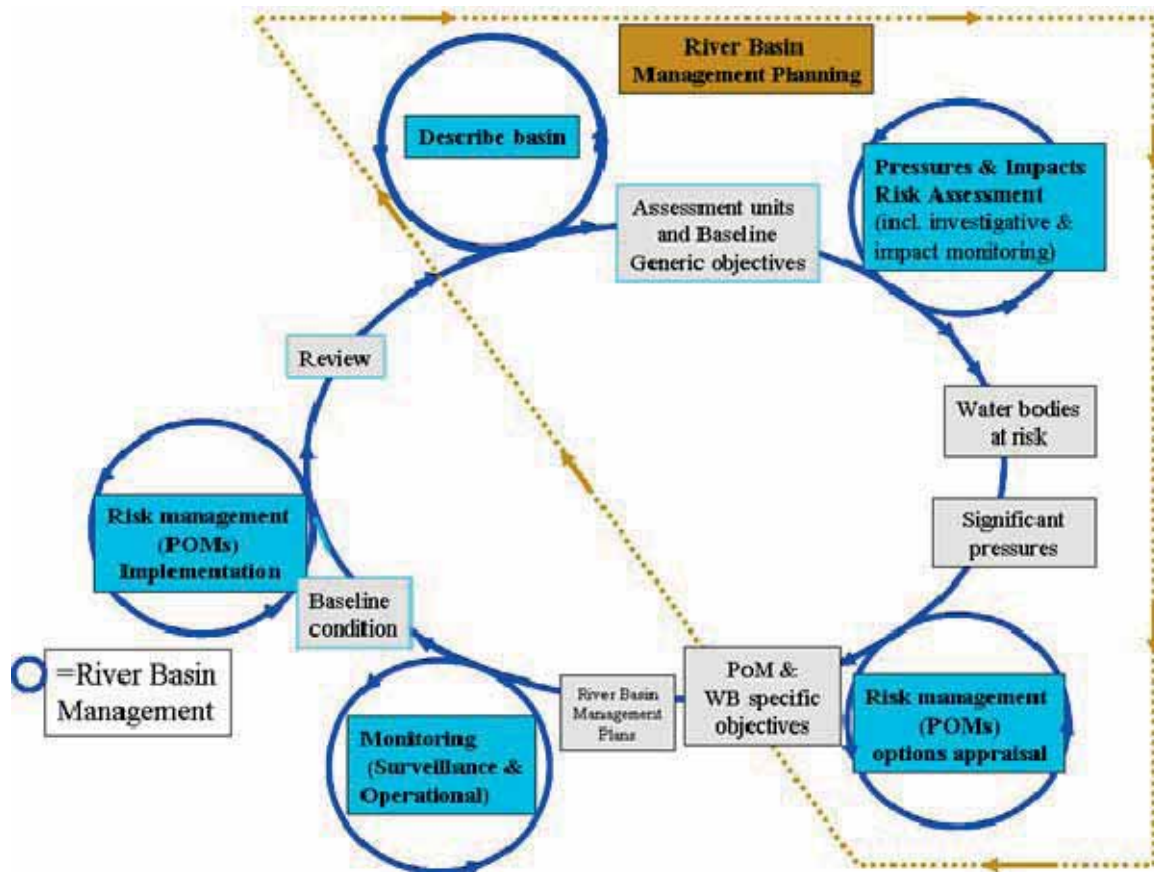 River Basin
Management Planning
Describe basin
Assessment units
and Baseline
Generic objectives
Pressures & Impacts
Risk Assessment
(incl. investigative &
impact monitoring)
Water bodies
at risk
Significant
pressures
Risk management
(POMs)
options appraisal
PoM &
WB specific
objectives
River Basin
Management
Plans
Monitoring
(Surveillance &
Operational)
Baseline
condition
Risk management
(POMs)
Implementation
Review
=River Basin
Management